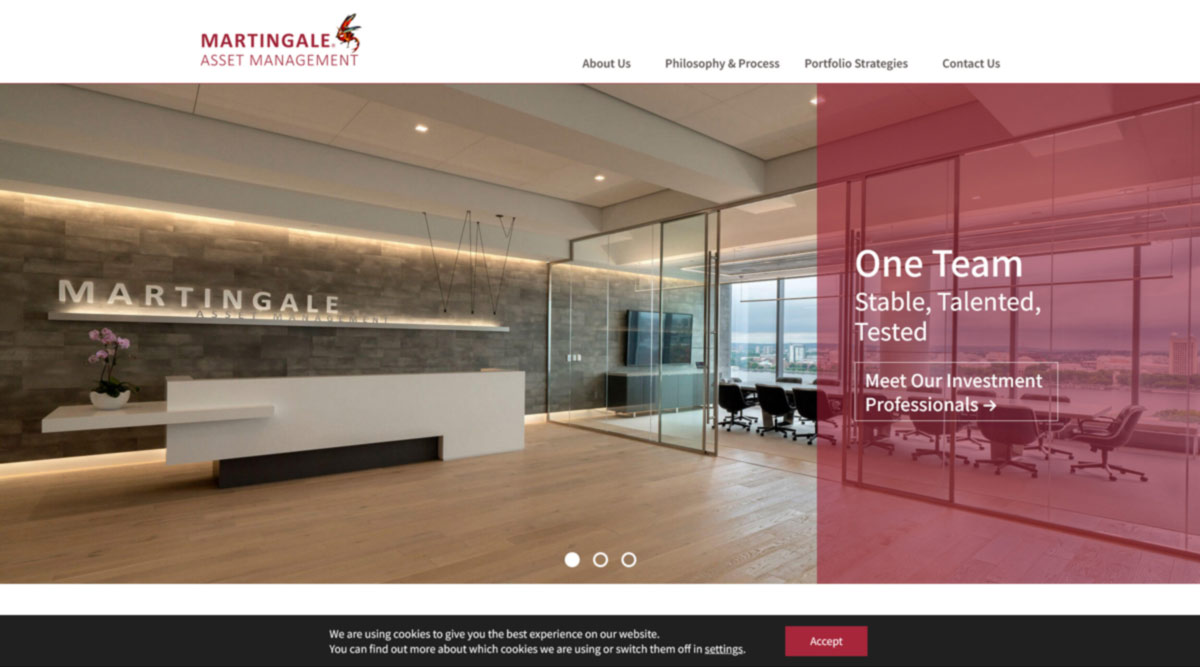 MARTINGALE®
ASSET MANAGEMENT
About Us
Philosophy & Process
Portfolio Strategies
Contact Us
MARTINGALE
ASSET MANAGEMENT
One Team
Stable, Talented,
Tested
Meet Our Investment
Professionals →
We are using cookies to give you the best experience on our website.
You can find out more about which cookies we are using or switch them off in settings.
Accept